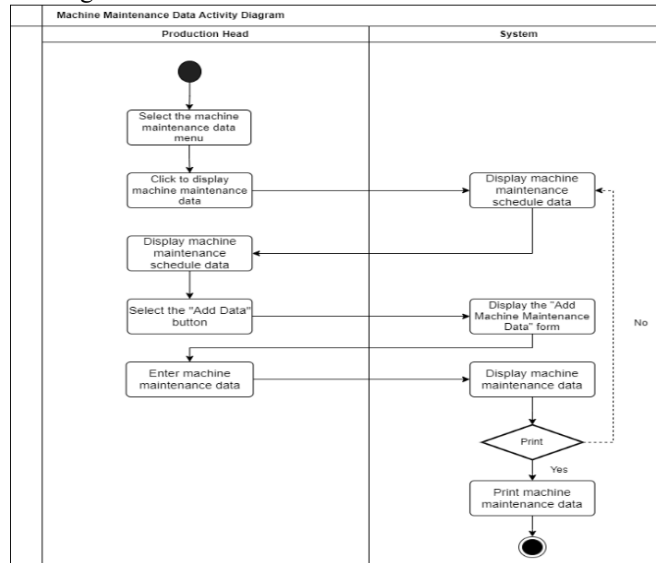 Machine Maintenance Data Activity Diagram
Production Head
System
Select the machine
maintenance data
menu
Click to display
machine maintenance
data
Display machine
maintenance
schedule data
Display machine
maintenance
schedule data
Select the "Add Data"
button
Display the "Add
Machine Maintenance
Data" form
No
Enter machine
maintenance data
Display machine
maintenance data
Print
Yes
Print machine
maintenance data